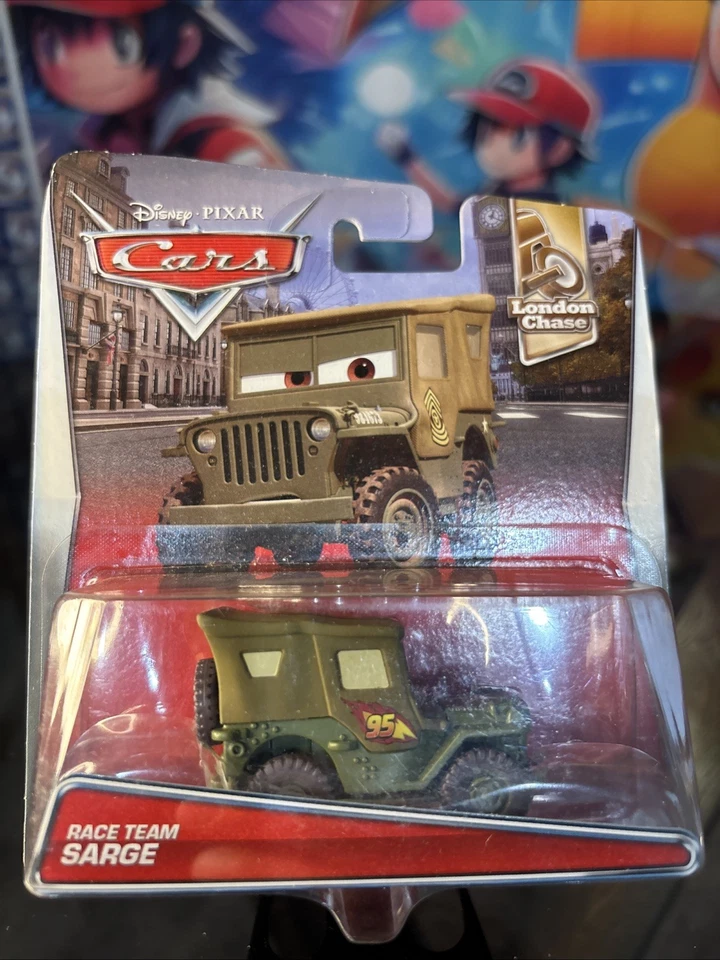 Disney · PIXAR
Cars
London
Chase
95
RACE TEAM
SARGE